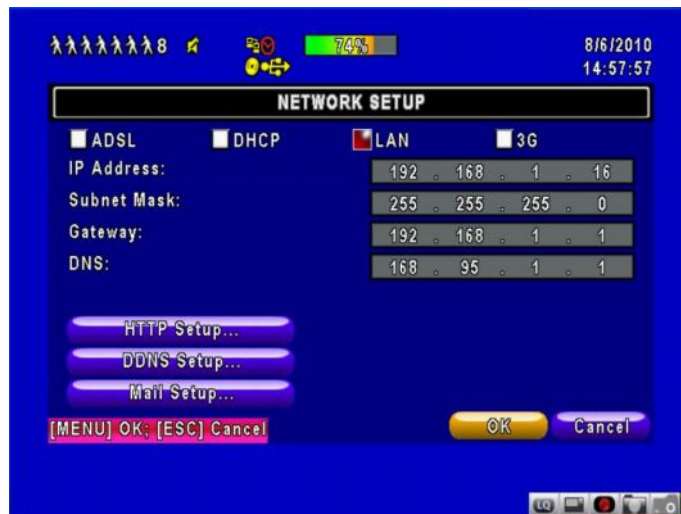 8 74% 8/6/2010
14:57:57
NETWORK SETUP
ADSL DHCP LAN 3G
IP Address: 192 . 168 . 1 . 16
Subnet Mask: 255 . 255 . 255 . 0
Gateway: 192 . 168 . 1 . 1
DNS: 168 . 95 . 1 . 1
HTTP Setup...
DDNS Setup...
Mail Setup...
[MENU] OK; [ESC] Cancel OK Cancel
LQ